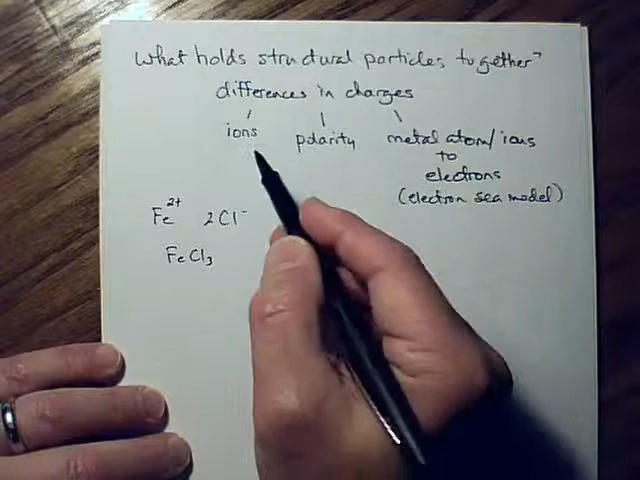 What holds structural particles together?
differences in charges
ions polarity metal atom/ions
to
electrons
(electron sea model)
Fe²⁺ 2Cl⁻
FeCl₃